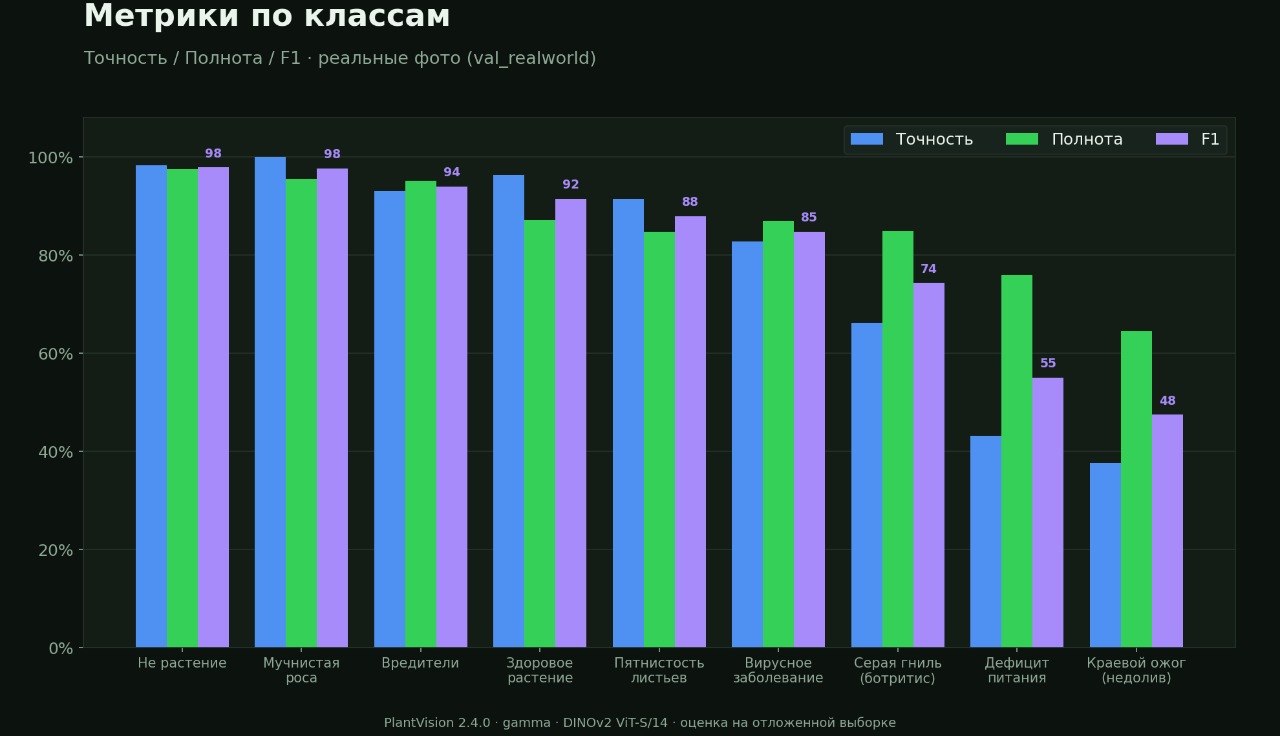 Метрики по классам
Точность / Полнота / F1 · реальные фото (val_realworld)
Точность Полнота F1
100%
80%
60%
40%
20%
0%
98 98 94 92 88 85 74 55 48
Не растение Мучнистая Вредители Здоровое Пятнистость Вирусное Серая гниль Дефицит Краевой ожог
роса растение листьев заболевание (ботритис) питания (недолив)
PlantVision 2.4.0 · gamma · DINOv2 ViT-S/14 · оценка на отложенной выборке